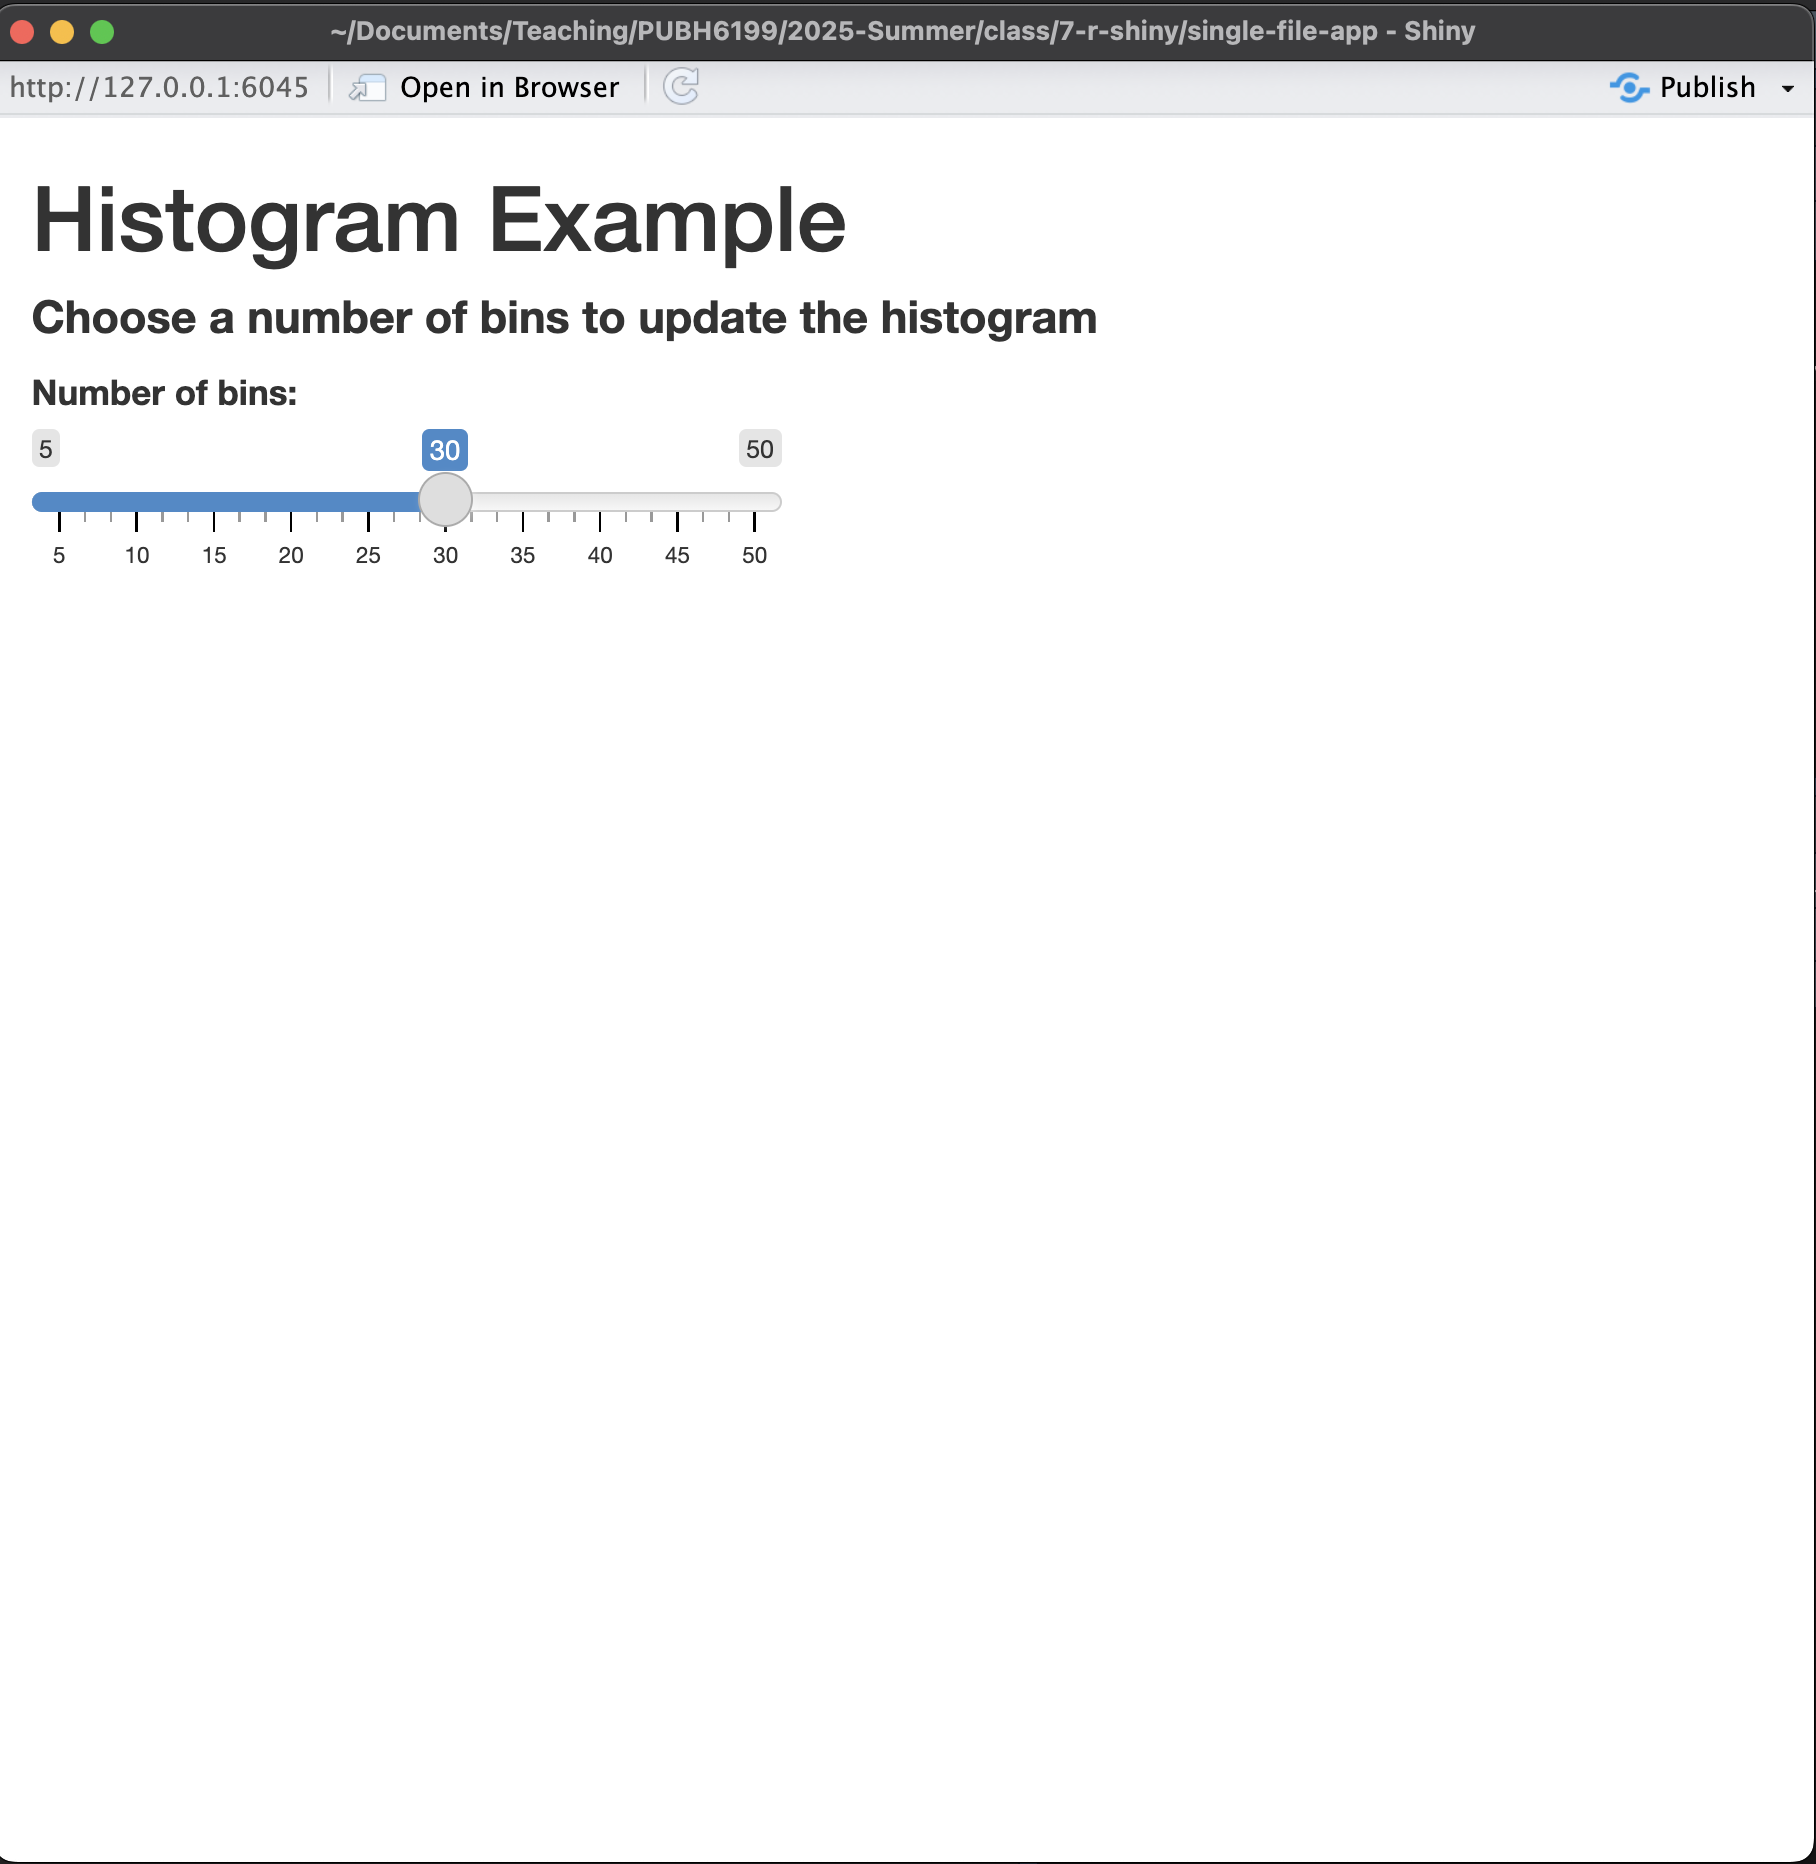 ~/Documents/Teaching/PUBH6199/2025-Summer/class/7-r-shiny/single-file-app - Shiny
http://127.0.0.1:6045 Open in Browser Publish
Histogram Example
Choose a number of bins to update the histogram
Number of bins:
5 30 50
5 10 15 20 25 30 35 40 45 50